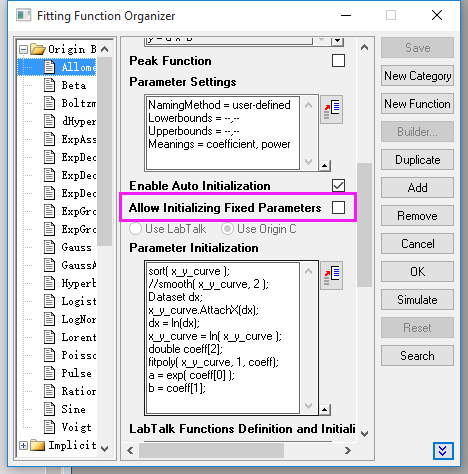 Fitting Function Organizer
Origin B
Allome
Beta
Boltzm
dHyper
ExpAss
ExpDec
ExpDec
ExpDec
ExpGro
ExpGro
Gauss
GaussA
Hyperb
Logist
LogNor
Lorent
Poisso
Pulse
Ration
Sine
Voigt
Implicit
Peak Function
Parameter Settings
NamingMethod = user-defined
Lowerbounds = --,--
Upperbounds = --,--
Meanings = coefficient, power
Enable Auto Initialization
Allow Initializing Fixed Parameters
Use LabTalk
Use Origin C
Parameter Initialization
sort( x_y_curve );
//smooth( x_y_curve, 2 );
Dataset dx;
x_y_curve.AttachX(dx);
dx = ln(dx);
x_y_curve = ln( x_y_curve );
double coeff[2];
fitpoly( x_y_curve, 1, coeff);
a = exp( coeff[0] );
b = coeff[1];
LabTalk Functions Definition and Initiali
Save
New Category
New Function
Builder...
Duplicate
Add
Remove
Cancel
OK
Simulate
Reset
Search